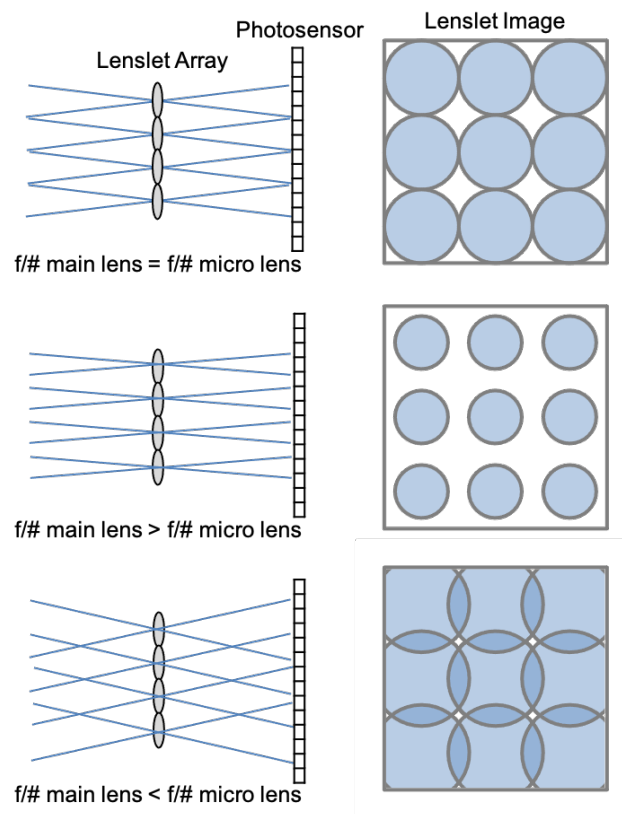 Photosensor
Lenslet Image
Lenslet Array
f/# main lens = f/# micro lens
f/# main lens > f/# micro lens
f/# main lens < f/# micro lens